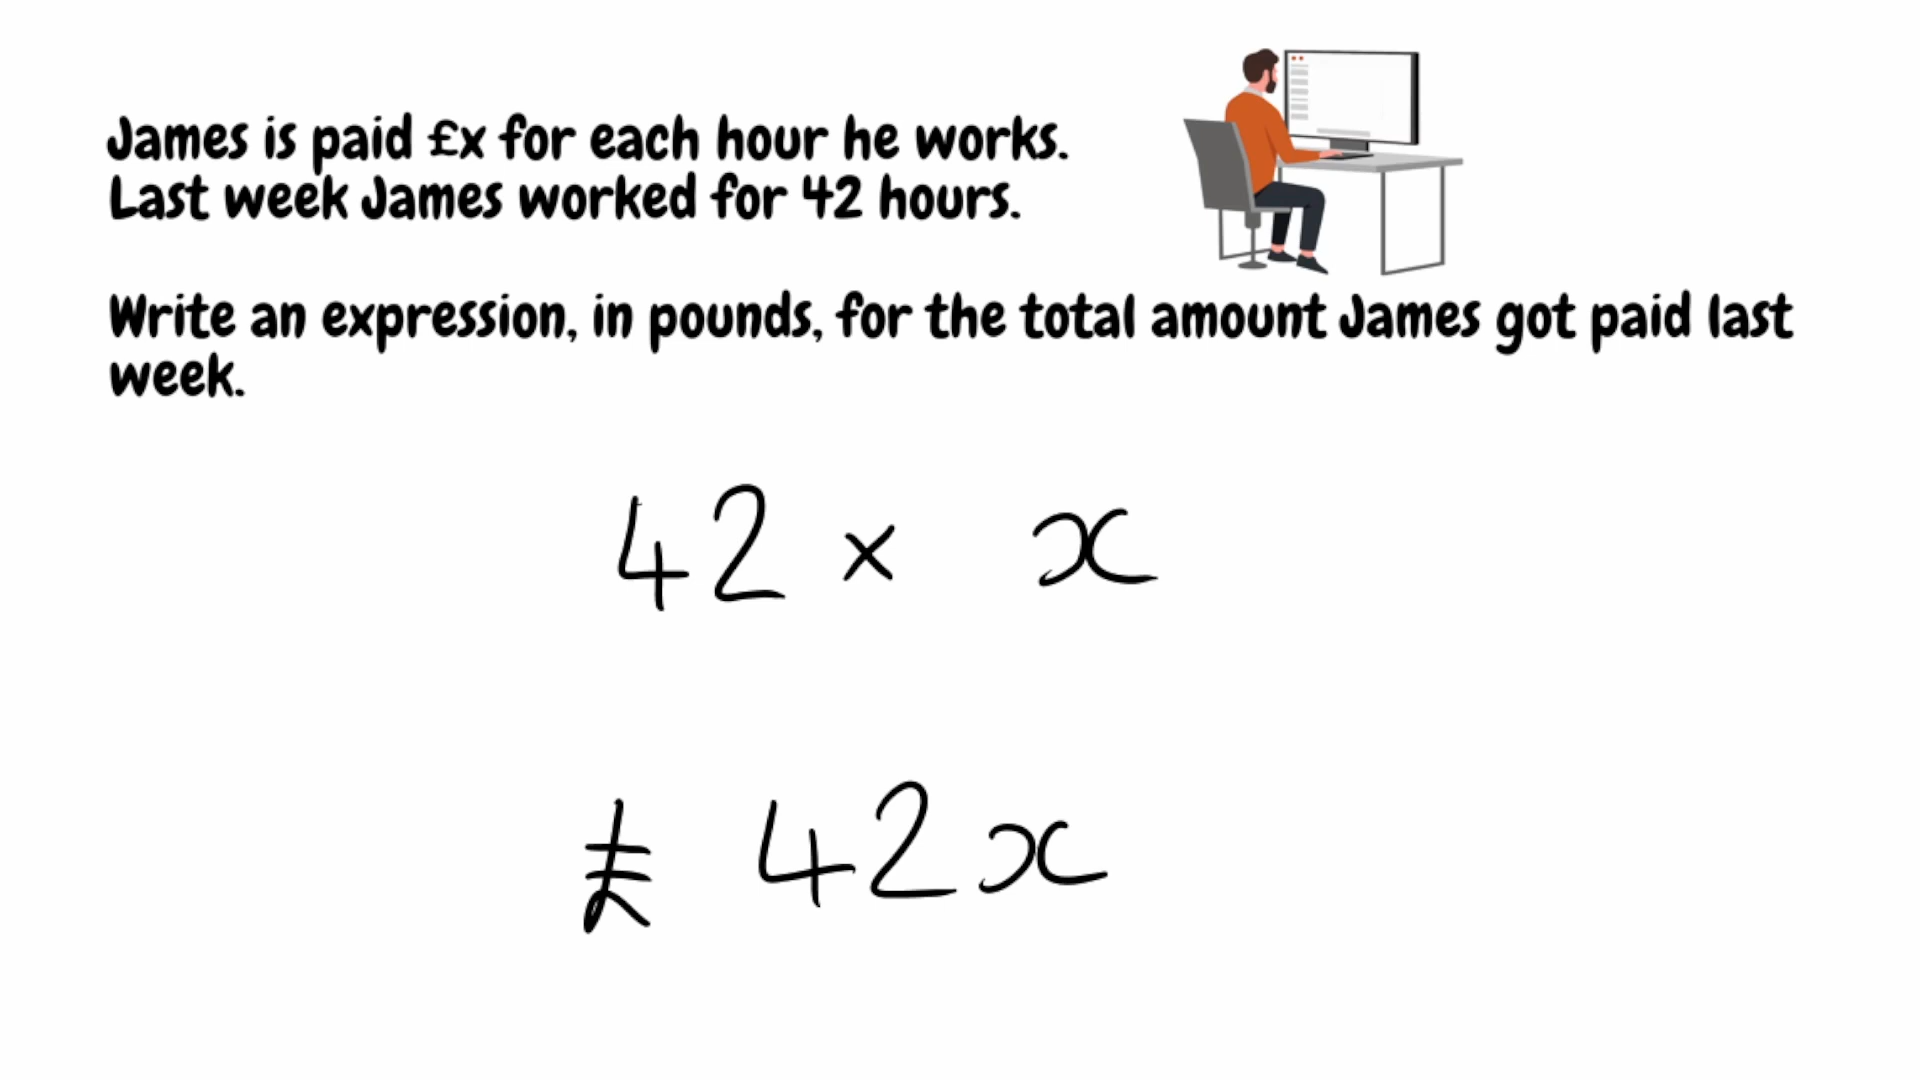 James is paid £x for each hour he works.
Last week James worked for 42 hours.
Write an expression, in pounds, for the total amount James got paid last
week.
42 × x
£ 42x